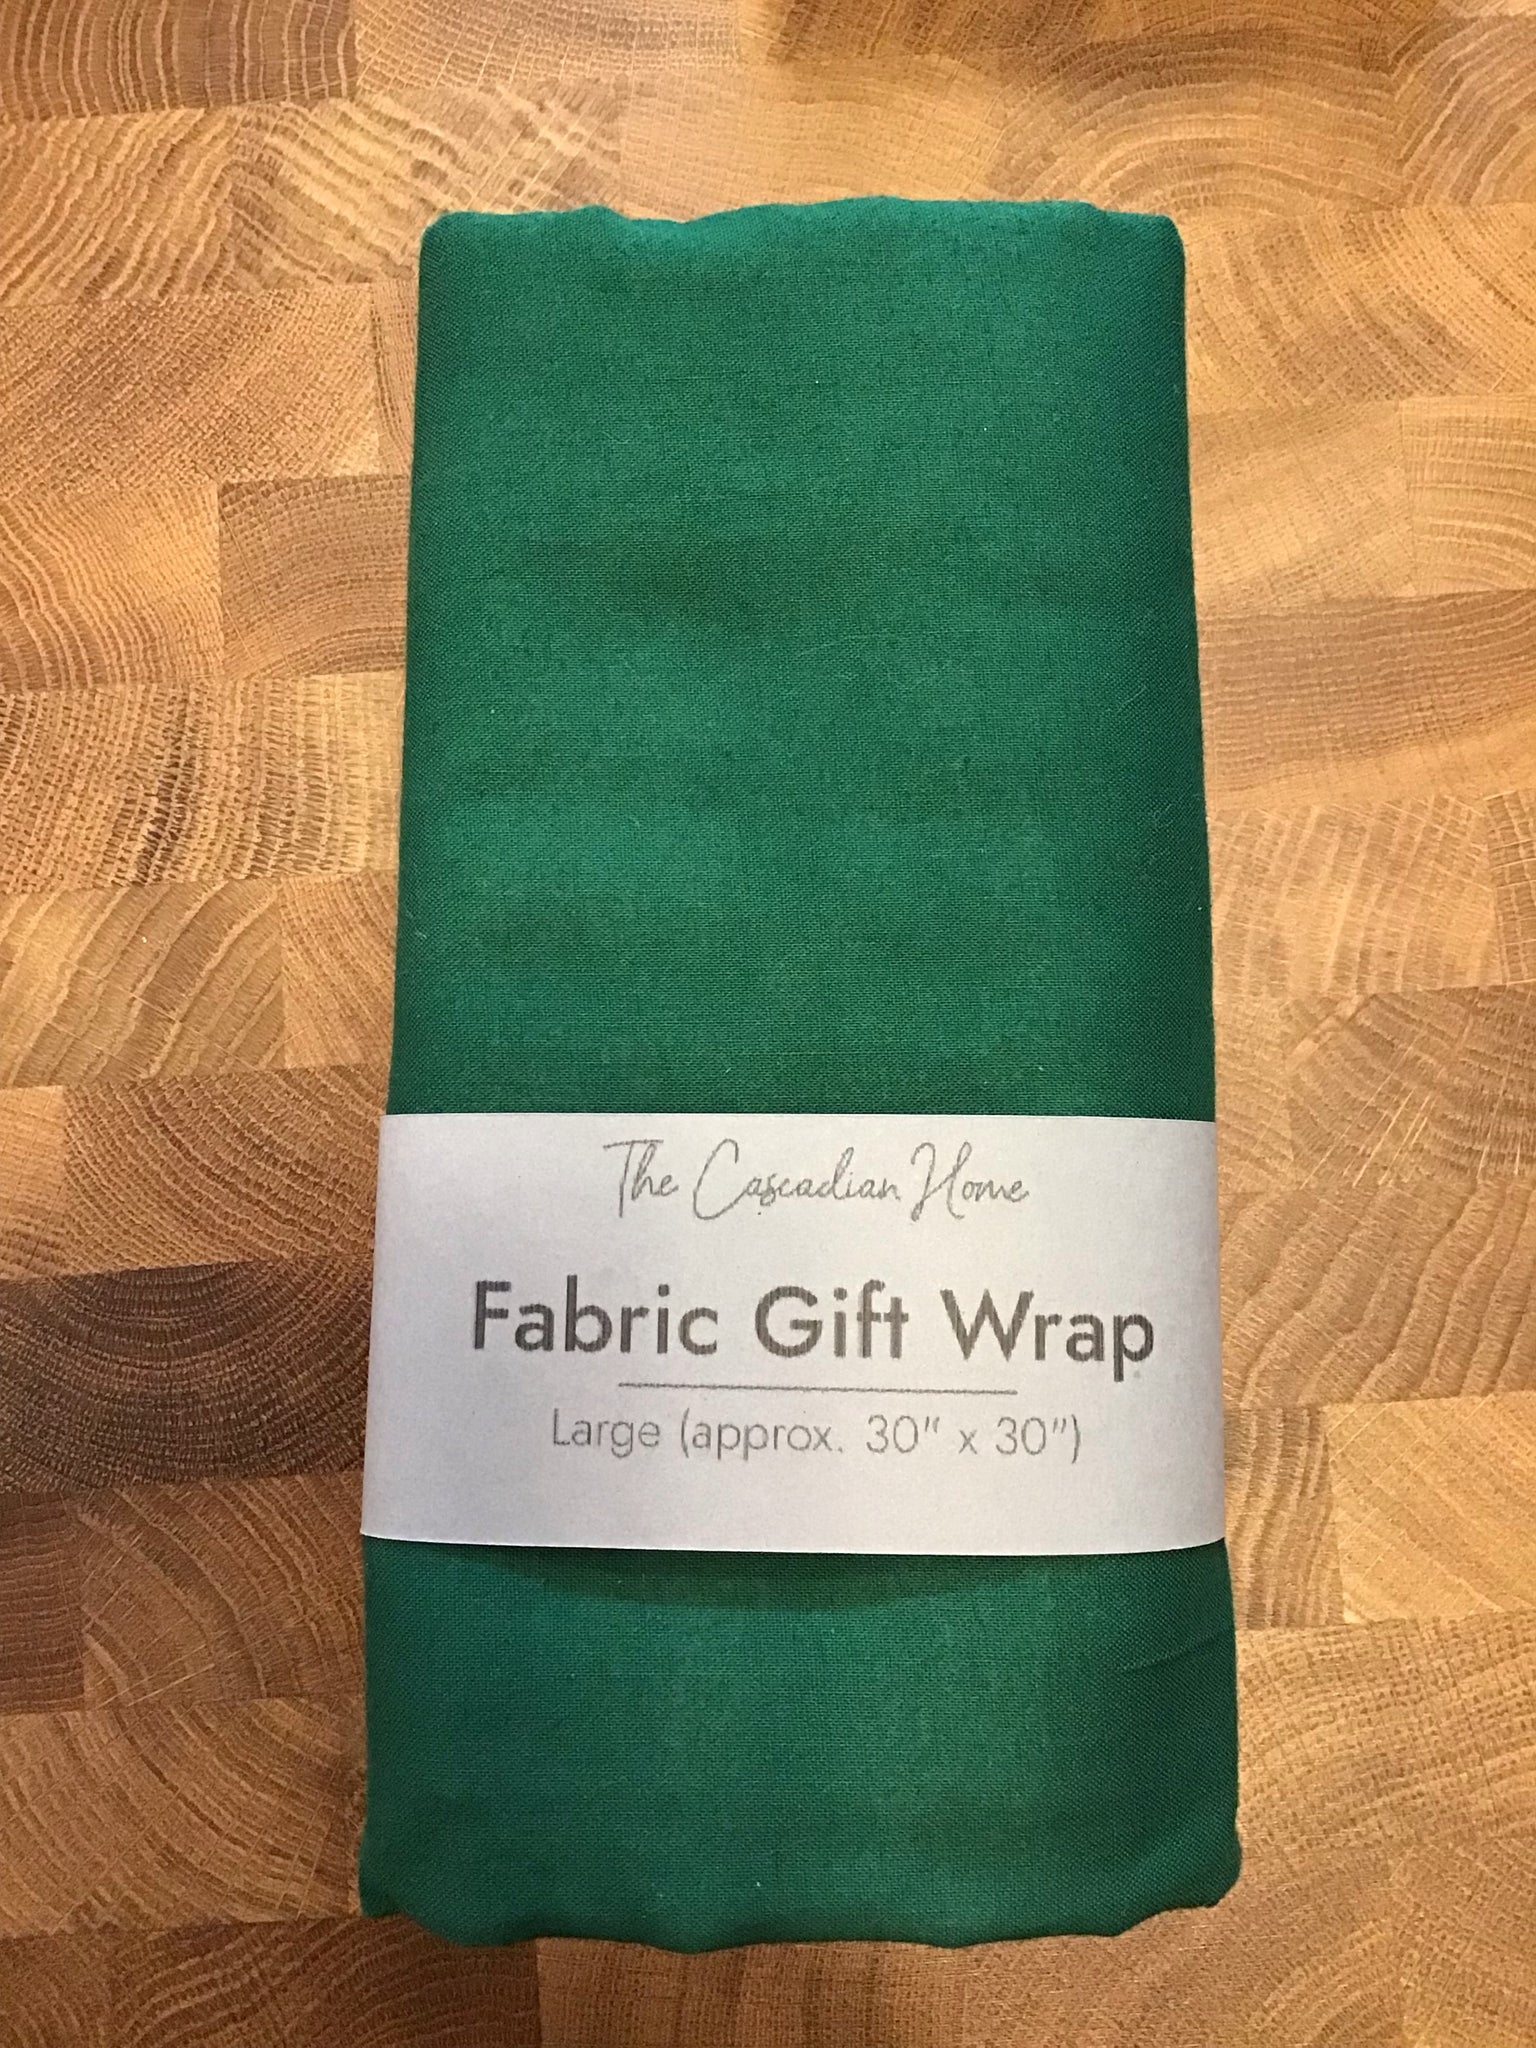 The Cascadian Home
Fabric Gift Wrap
Large (approx. 30" x 30")